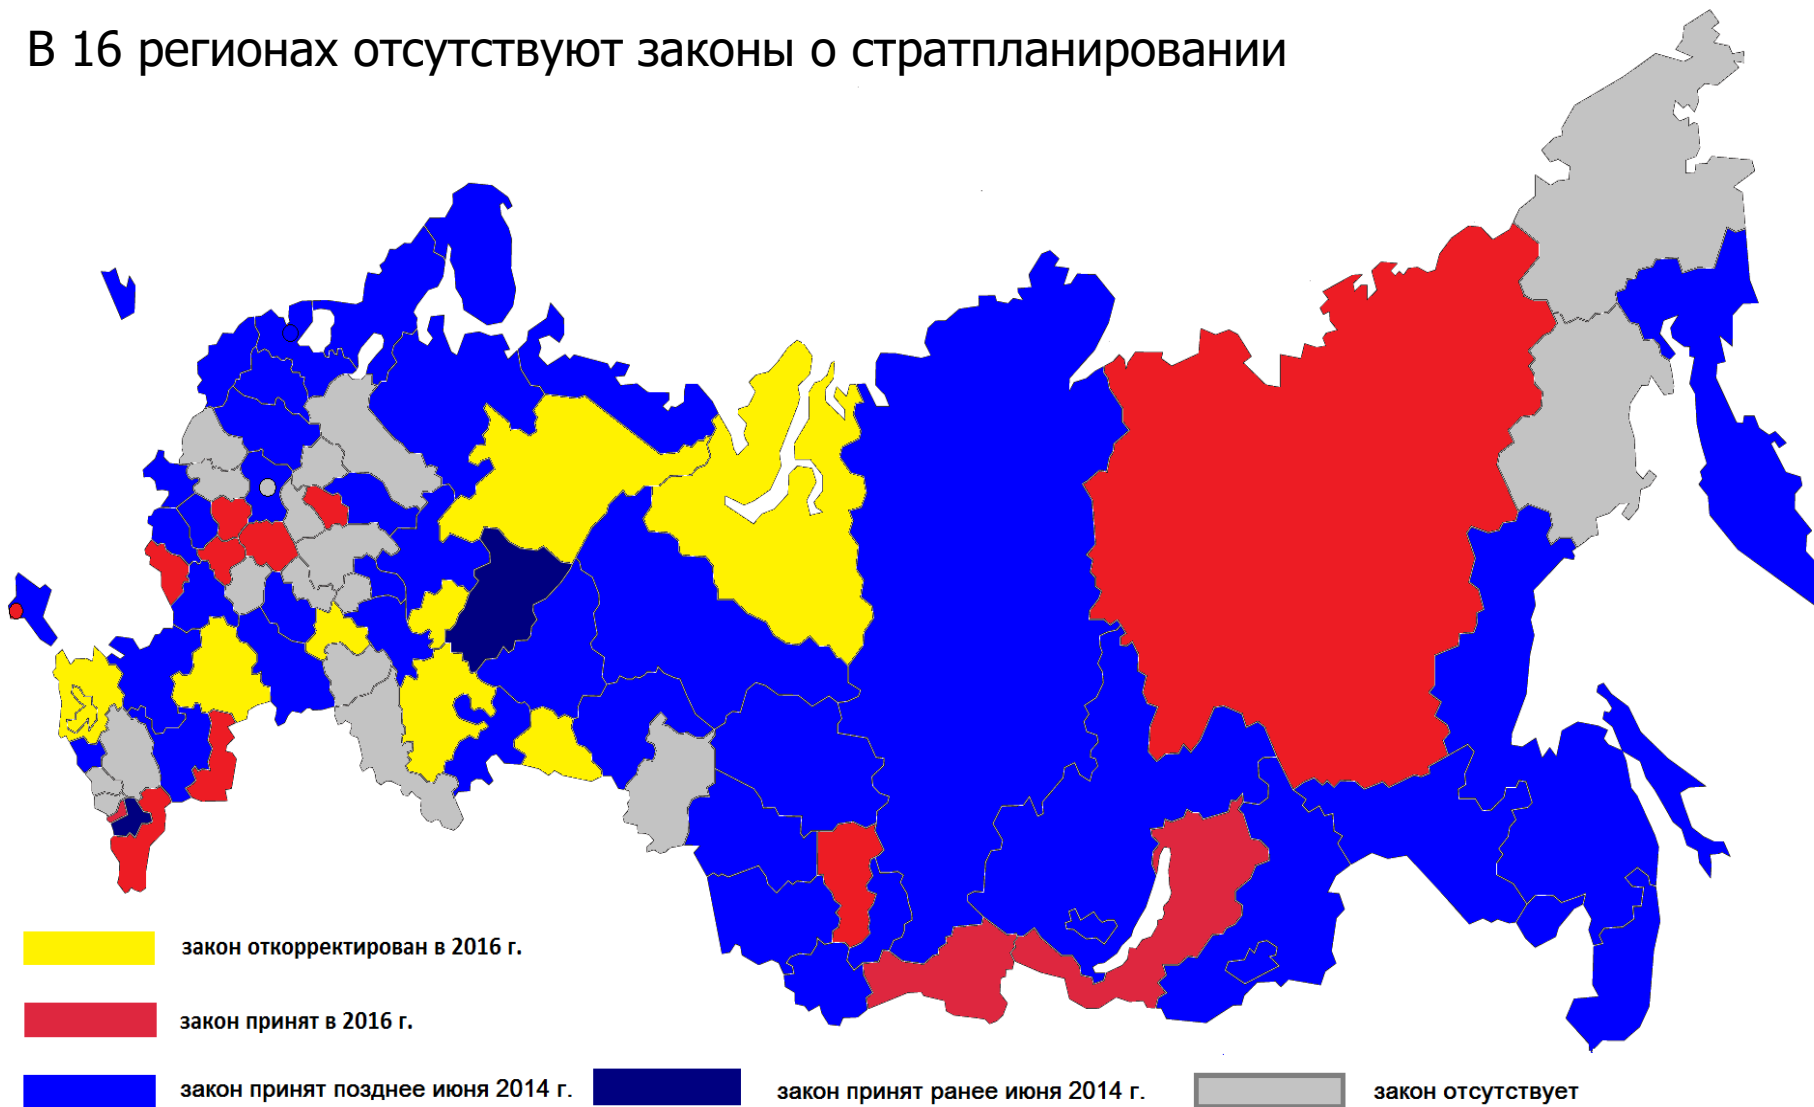 В 16 регионах отсутствуют законы о стратпланировании
закон откорректирован в 2016 г.
закон принят в 2016 г.
закон принят позднее июня 2014 г.
закон принят ранее июня 2014 г.
закон отсутствует